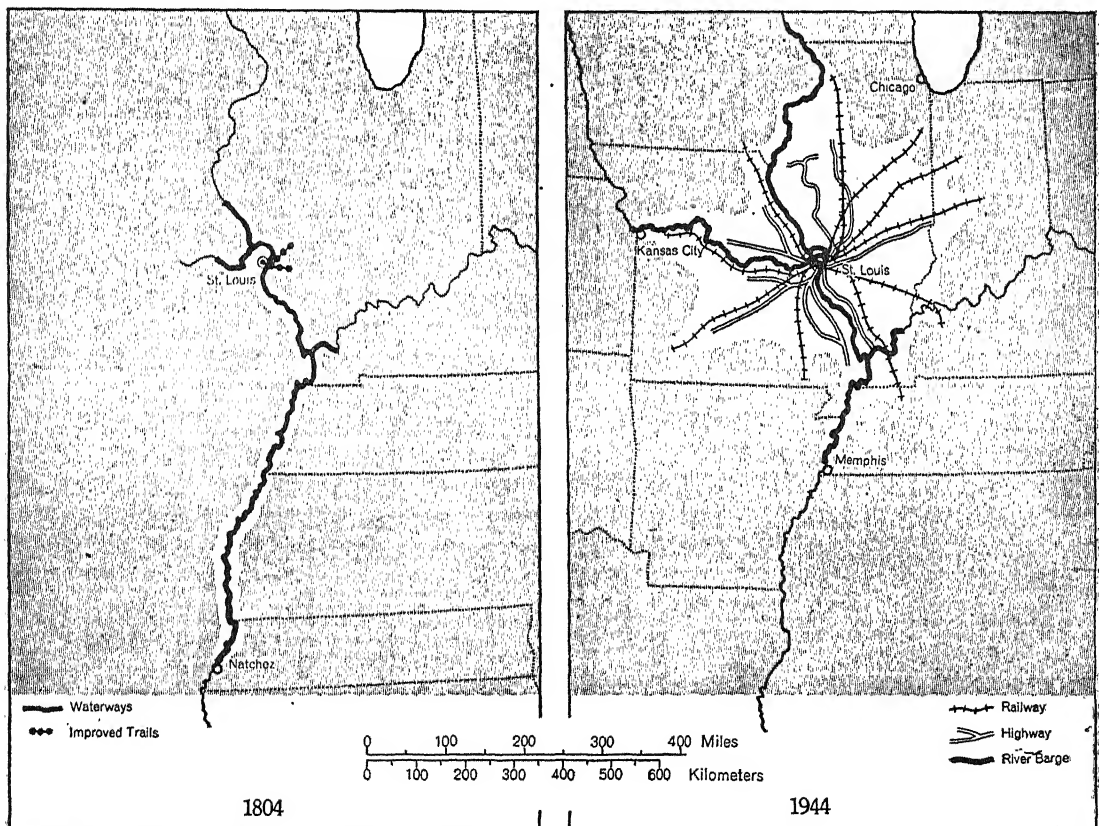 St. Louis
Natchez
Waterways
Improved Trails
1804
Chicago
Kansas City
St. Louis
Memphis
Railway
Highway
River Barge
0 100 200 300 400 Miles
0 100 200 300 400 500 600 Kilometers
1944